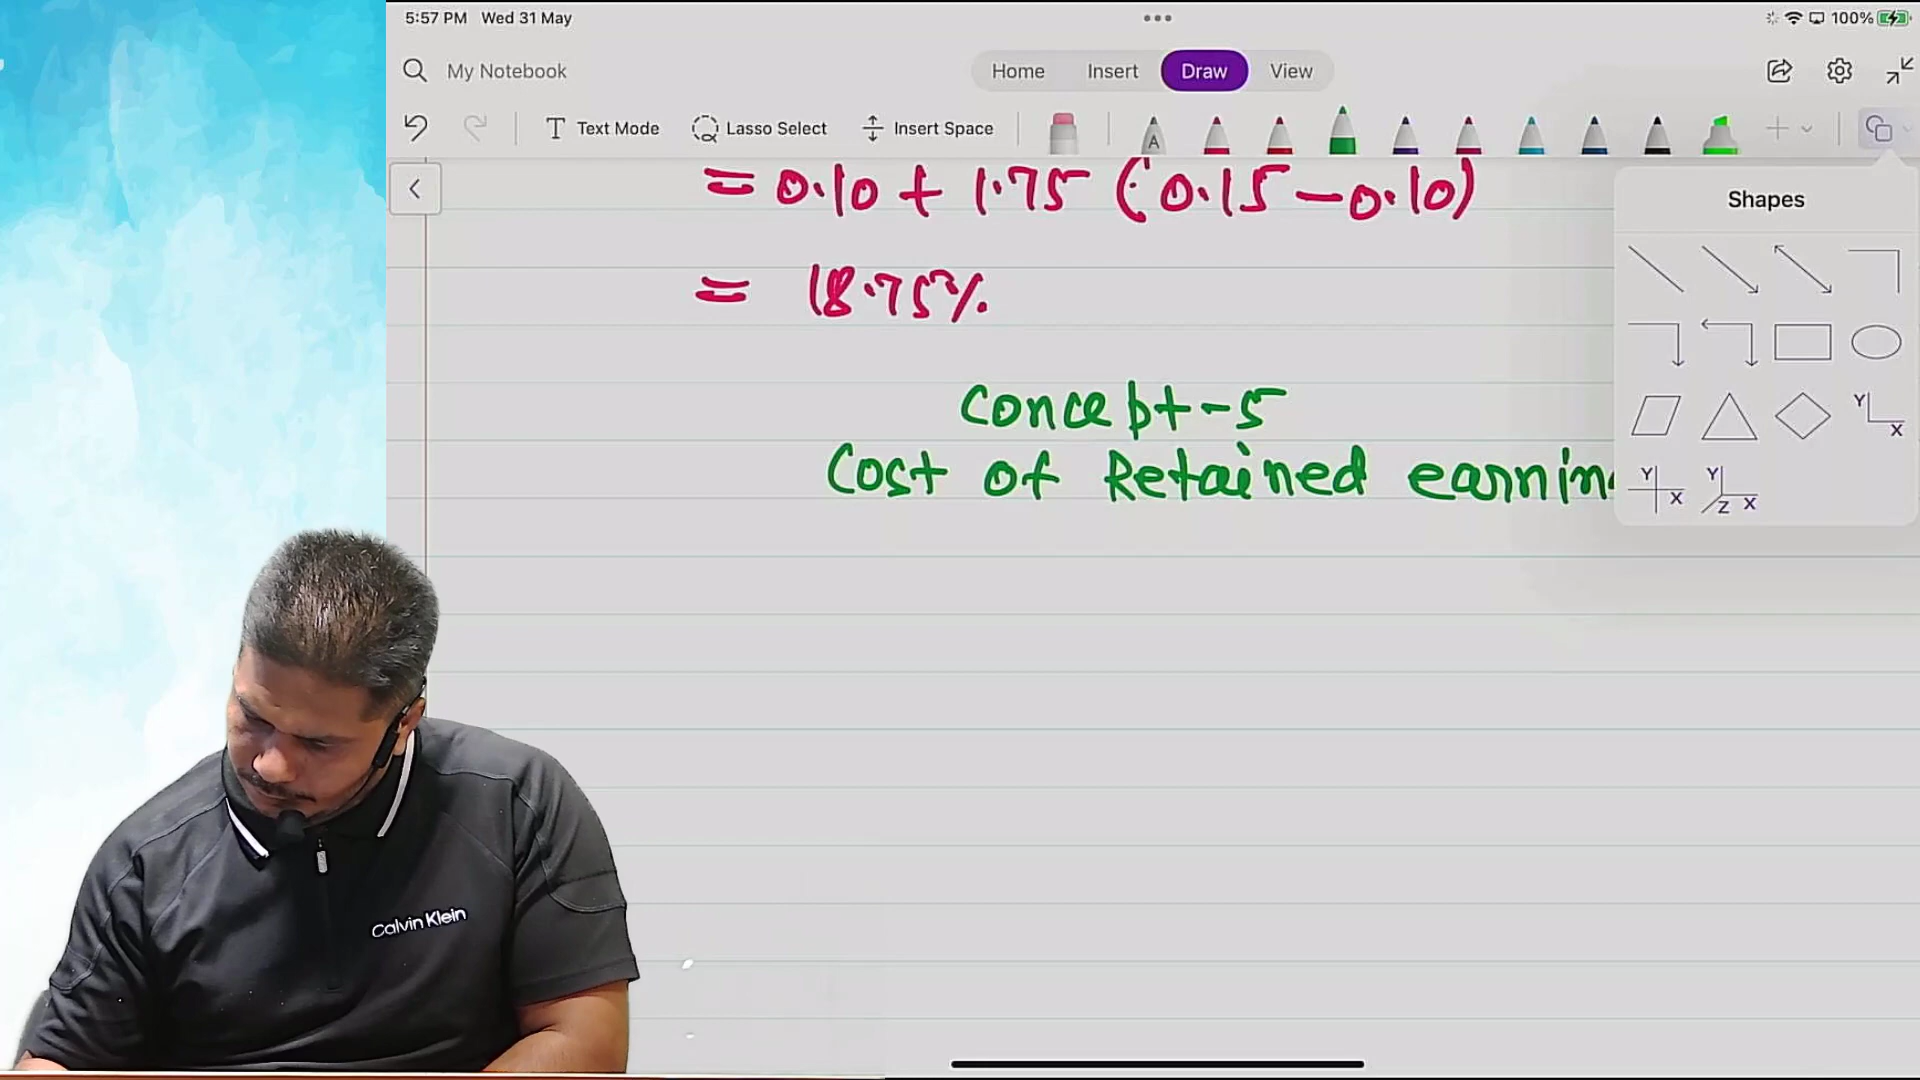 5:57 PM Wed 31 May
100%
My Notebook
Home Insert Draw View
Text Mode Lasso Select Insert Space
A
= 0.10 + 1.75 (0.15 - 0.10)
= 18.75%
Concept-5
Cost of Retained earnin
Shapes
Y X
Y X
Y Z X
Calvin Klein